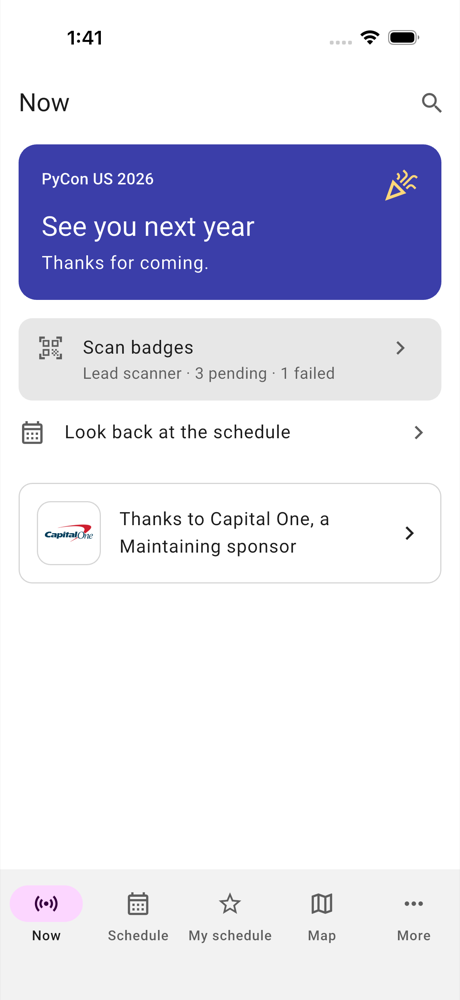 1:41
Now
PyCon US 2026
See you next year
Thanks for coming.
Scan badges
Lead scanner · 3 pending · 1 failed
Look back at the schedule
Capital One
Thanks to Capital One, a
Maintaining sponsor
Now
Schedule
My schedule
Map
More